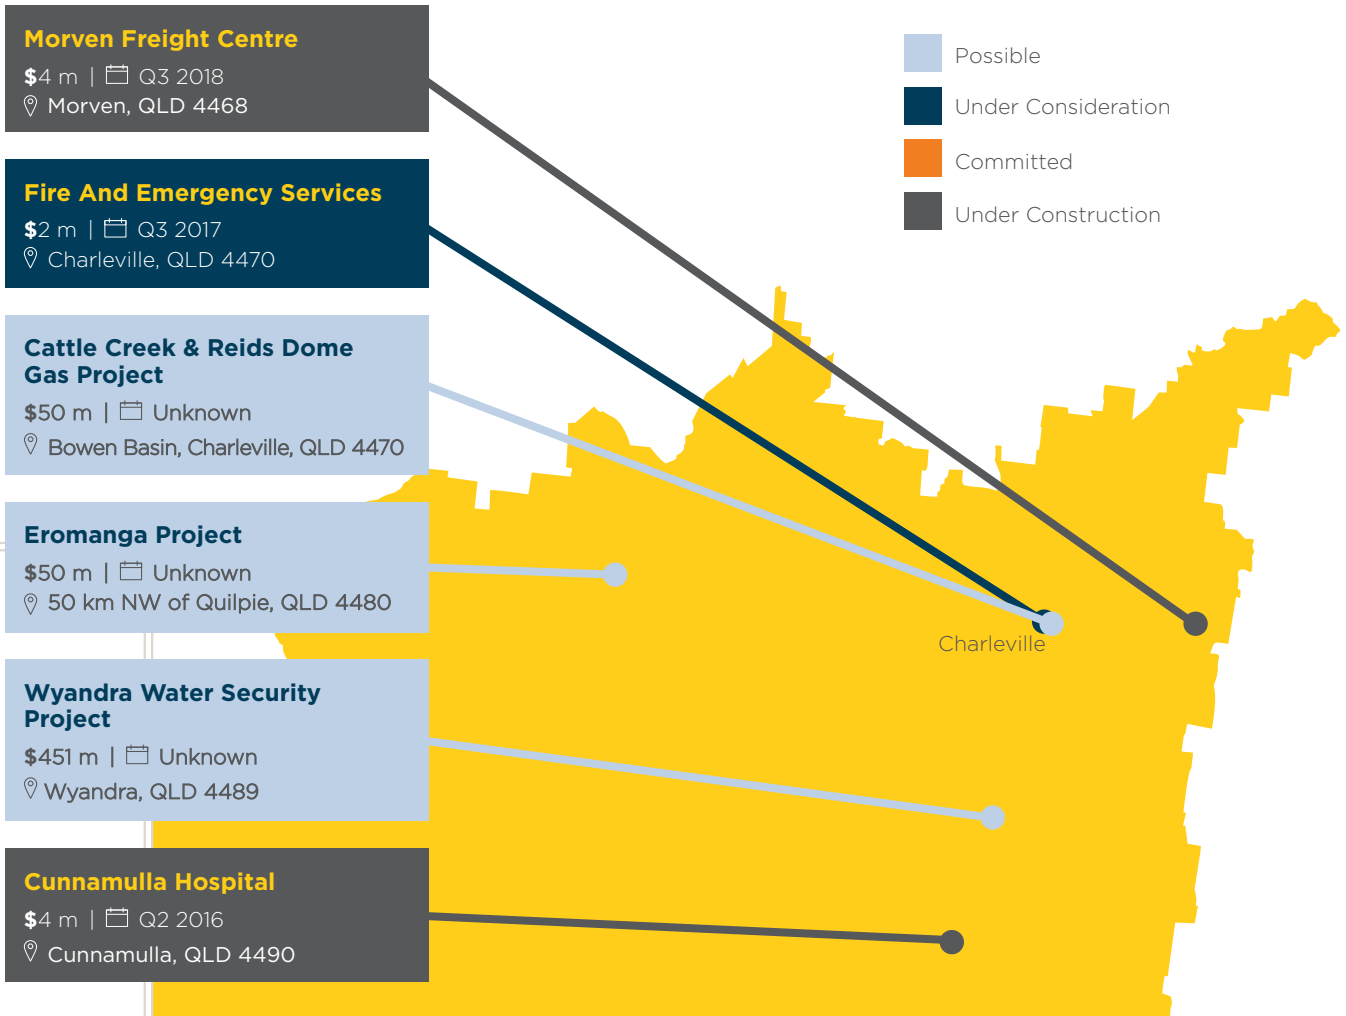 Morven Freight Centre
$4 m | Q3 2018
Morven, QLD 4468
Fire And Emergency Services
$2 m | Q3 2017
Charleville, QLD 4470
Cattle Creek & Reids Dome
Gas Project
$50 m | Unknown
Bowen Basin, Charleville, QLD 4470
Eromanga Project
$50 m | Unknown
50 km NW of Quilpie, QLD 4480
Wyandra Water Security
Project
$451 m | Unknown
Wyandra, QLD 4489
Cunnamulla Hospital
$4 m | Q2 2016
Cunnamulla, QLD 4490
Possible
Under Consideration
Committed
Under Construction
Charleville